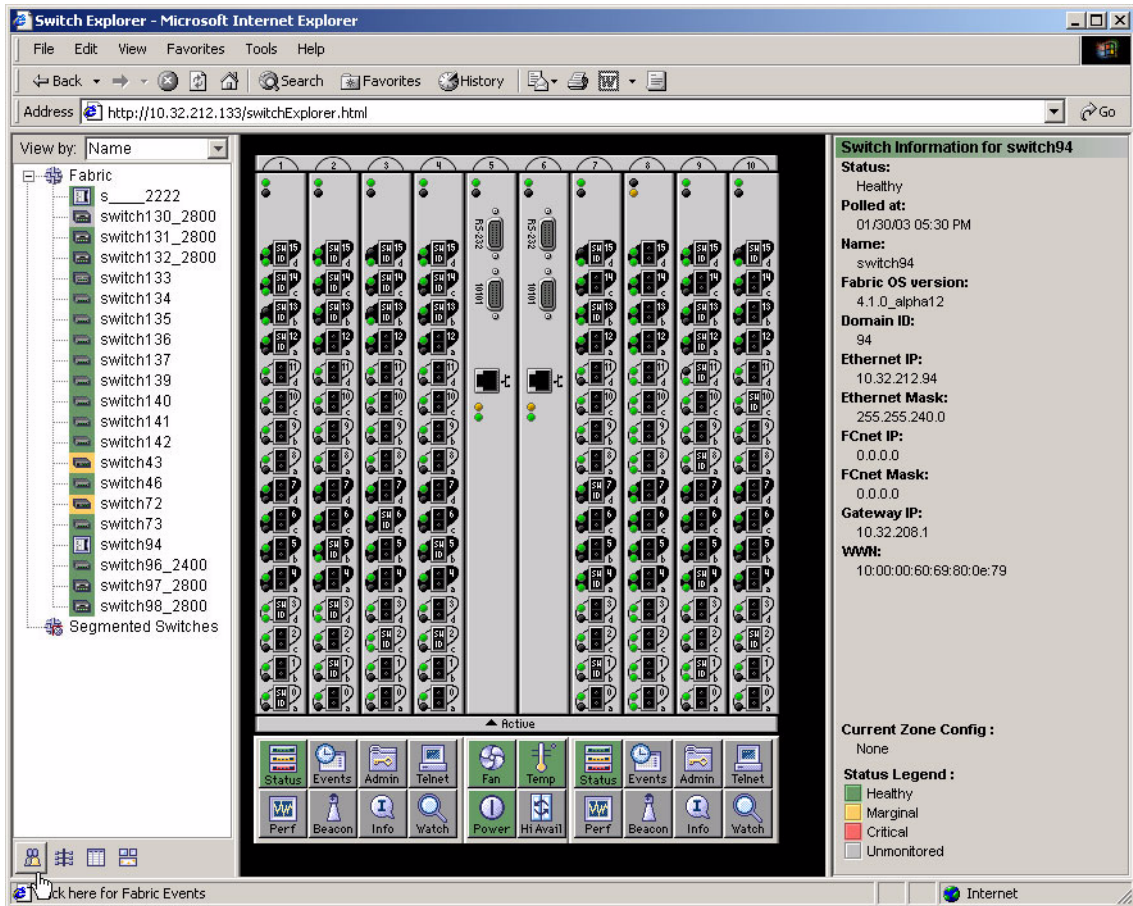 Switch Explorer - Microsoft Internet Explorer
File Edit View Favorites Tools Help
Back Search Favorites History
Address http://10.32.212.133/switchExplorer.html Go
View by: Name
Fabric
s____2222
switch130_2800
switch131_2800
switch132_2800
switch133
switch134
switch135
switch136
switch137
switch139
switch140
switch141
switch142
switch43
switch46
switch72
switch73
switch94
switch96_2400
switch97_2800
switch98_2800
Segmented Switches
1 2 3 4 5 6 7 8 9 10
RS-232 RS-232
10101 10101
Active
Status Events Admin Telnet Fan Temp Status Events Admin Telnet
Perf Beacon Info Watch Power Hi Avail Perf Beacon Info Watch
Switch Information for switch94
Status:
Healthy
Polled at:
01/30/03 05:30 PM
Name:
switch94
Fabric OS version:
4.1.0_alpha12
Domain ID:
94
Ethernet IP:
10.32.212.94
Ethernet Mask:
255.255.240.0
FCnet IP:
0.0.0.0
FCnet Mask:
0.0.0.0
Gateway IP:
10.32.208.1
WWN:
10:00:00:60:69:80:0e:79
Current Zone Config :
None
Status Legend :
Healthy
Marginal
Critical
Unmonitored
here for Fabric Events
Internet